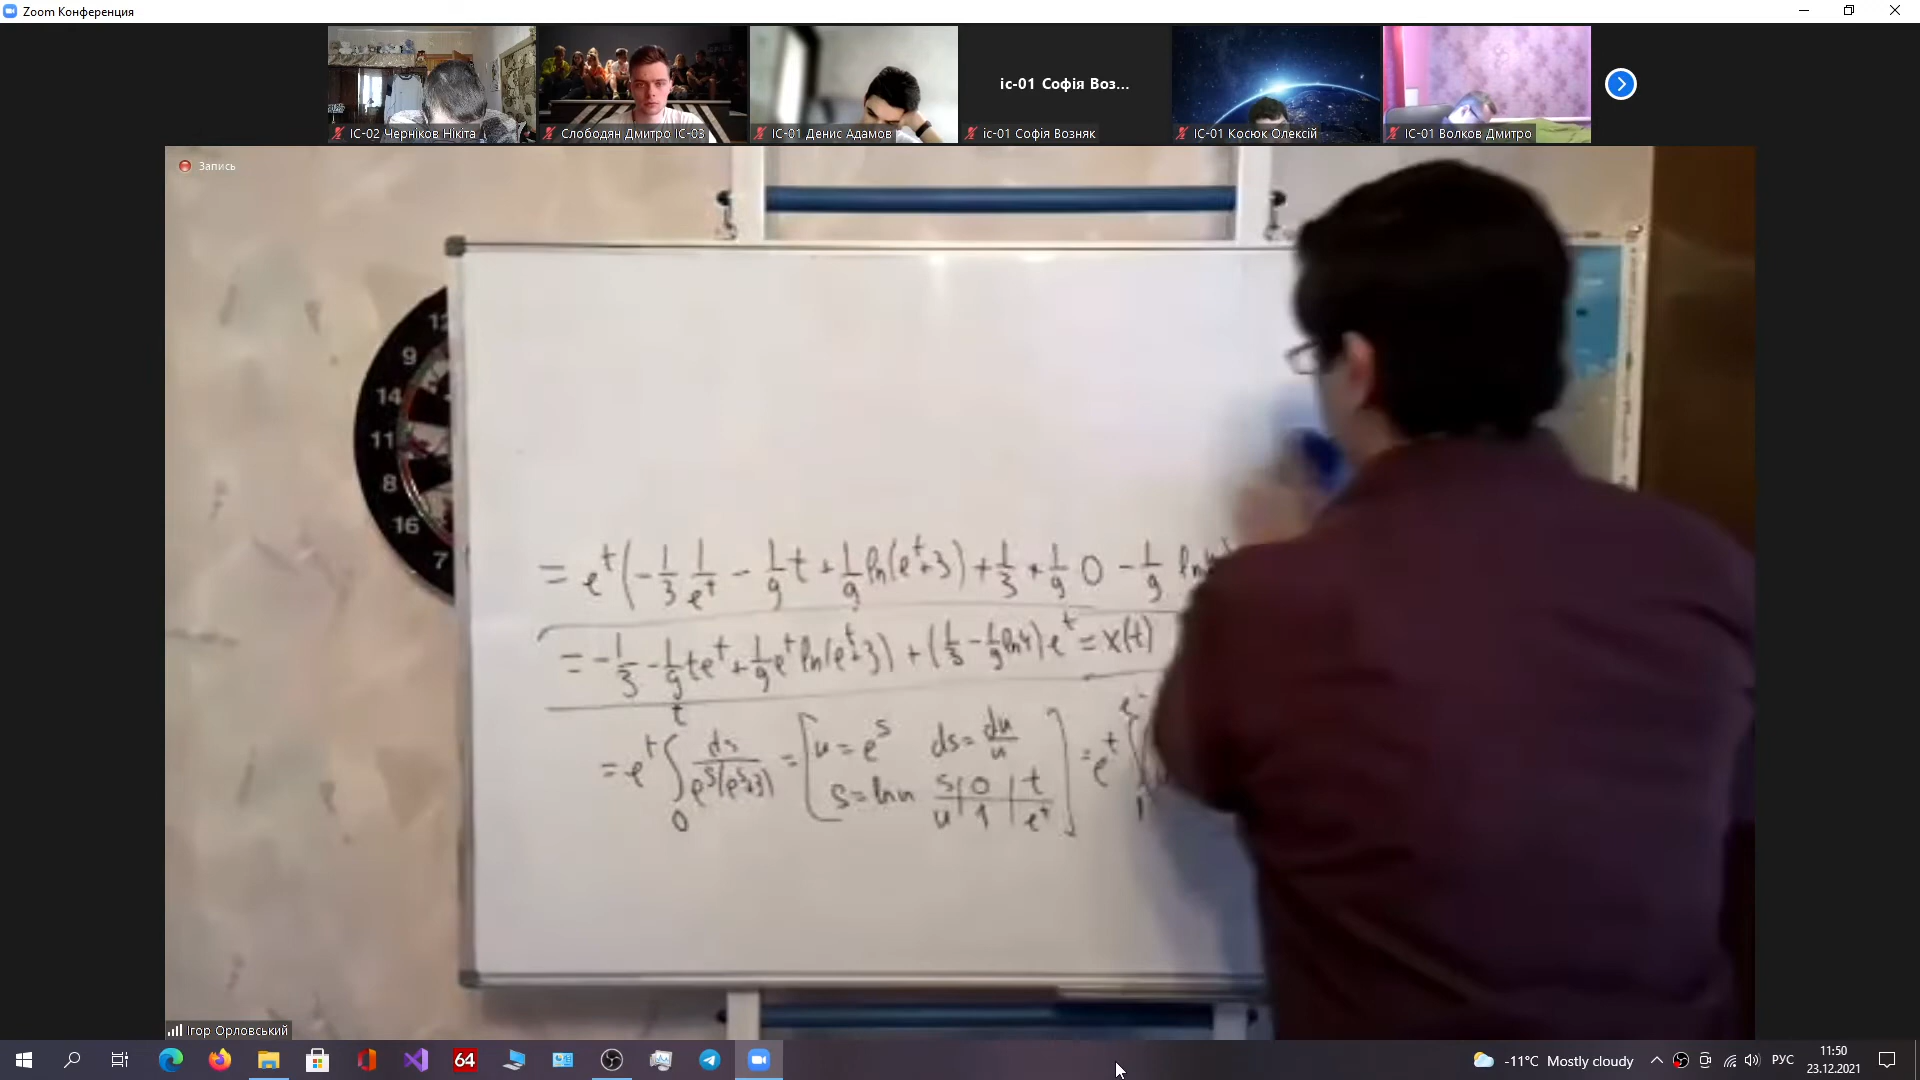 Zoom Конференция
ІС-02 Черніков Нікіта
Слободян Дмитро ІС-03
ІС-01 Денис Адамов
іс-01 Софія Воз...
іс-01 Софія Возняк
ІС-01 Косюк Олексій
ІС-01 Волков Дмитро
Запись
12
9
14
11
8
16
7
= e^t(-1/3 1/e^t - 1/9 t + 1/9 ln(e^t+3) + 1/3 + 1/9 0 - 1/9 ln4
= -1/3 - 1/9 te^t + 1/9 e^t ln(e^t+3) + (1/3 - 1/9 ln4)e^t = x(t)
= e^t ∫_0^t ds/(e^s(e^s+3)) = [u = e^s ds = du/u
s = ln u s|0|t
u|1|e^t] = e^t ∫_1
Ігор Орловський
64
-11°C Mostly cloudy
РУС
11:50
23.12.2021